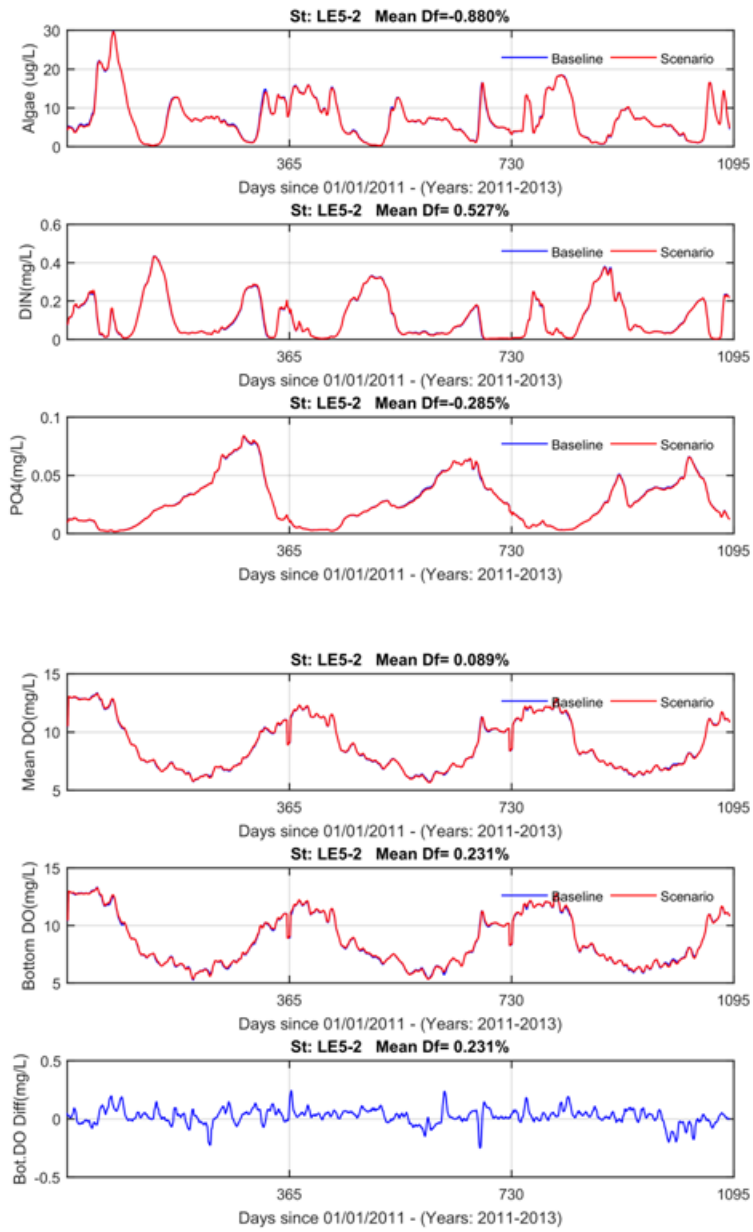 St: LE5-2 Mean Df=-0.880%
30
20
10
0
Algae (ug/L)
Baseline Scenario
365 730 1095
Days since 01/01/2011 - (Years: 2011-2013)
St: LE5-2 Mean Df= 0.527%
0.6
0.4
0.2
0
DIN(mg/L)
Baseline Scenario
365 730 1095
Days since 01/01/2011 - (Years: 2011-2013)
St: LE5-2 Mean Df=-0.285%
0.1
0.05
0
PO4(mg/L)
Baseline Scenario
365 730 1095
Days since 01/01/2011 - (Years: 2011-2013)
St: LE5-2 Mean Df= 0.089%
15
10
5
Mean DO(mg/L)
Baseline Scenario
365 730 1095
Days since 01/01/2011 - (Years: 2011-2013)
St: LE5-2 Mean Df= 0.231%
15
10
5
Bottom DO(mg/L)
Baseline Scenario
365 730 1095
Days since 01/01/2011 - (Years: 2011-2013)
St: LE5-2 Mean Df= 0.231%
0.5
0
-0.5
Bot.DO Diff(mg/L)
365 730 1095
Days since 01/01/2011 - (Years: 2011-2013)